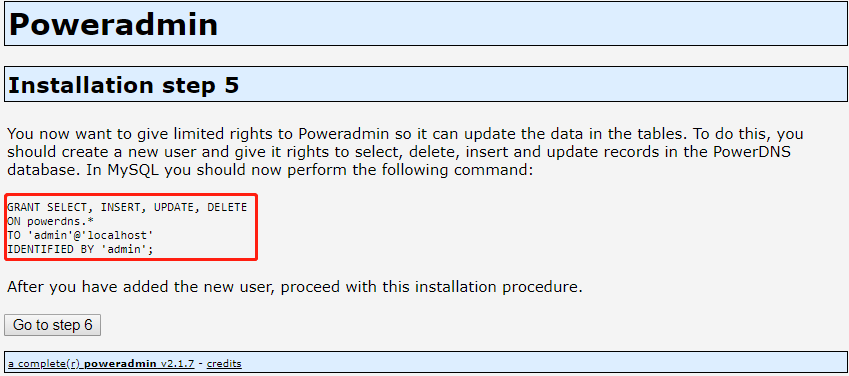 Poweradmin
Installation step 5
You now want to give limited rights to Poweradmin so it can update the data in the tables. To do this, you
should create a new user and give it rights to select, delete, insert and update records in the PowerDNS
database. In MySQL you should now perform the following command:
GRANT SELECT, INSERT, UPDATE, DELETE
ON powerdns.*
TO 'admin'@'localhost'
IDENTIFIED BY 'admin';
After you have added the new user, proceed with this installation procedure.
Go to step 6
a complete(r) poweradmin v2.1.7 - credits